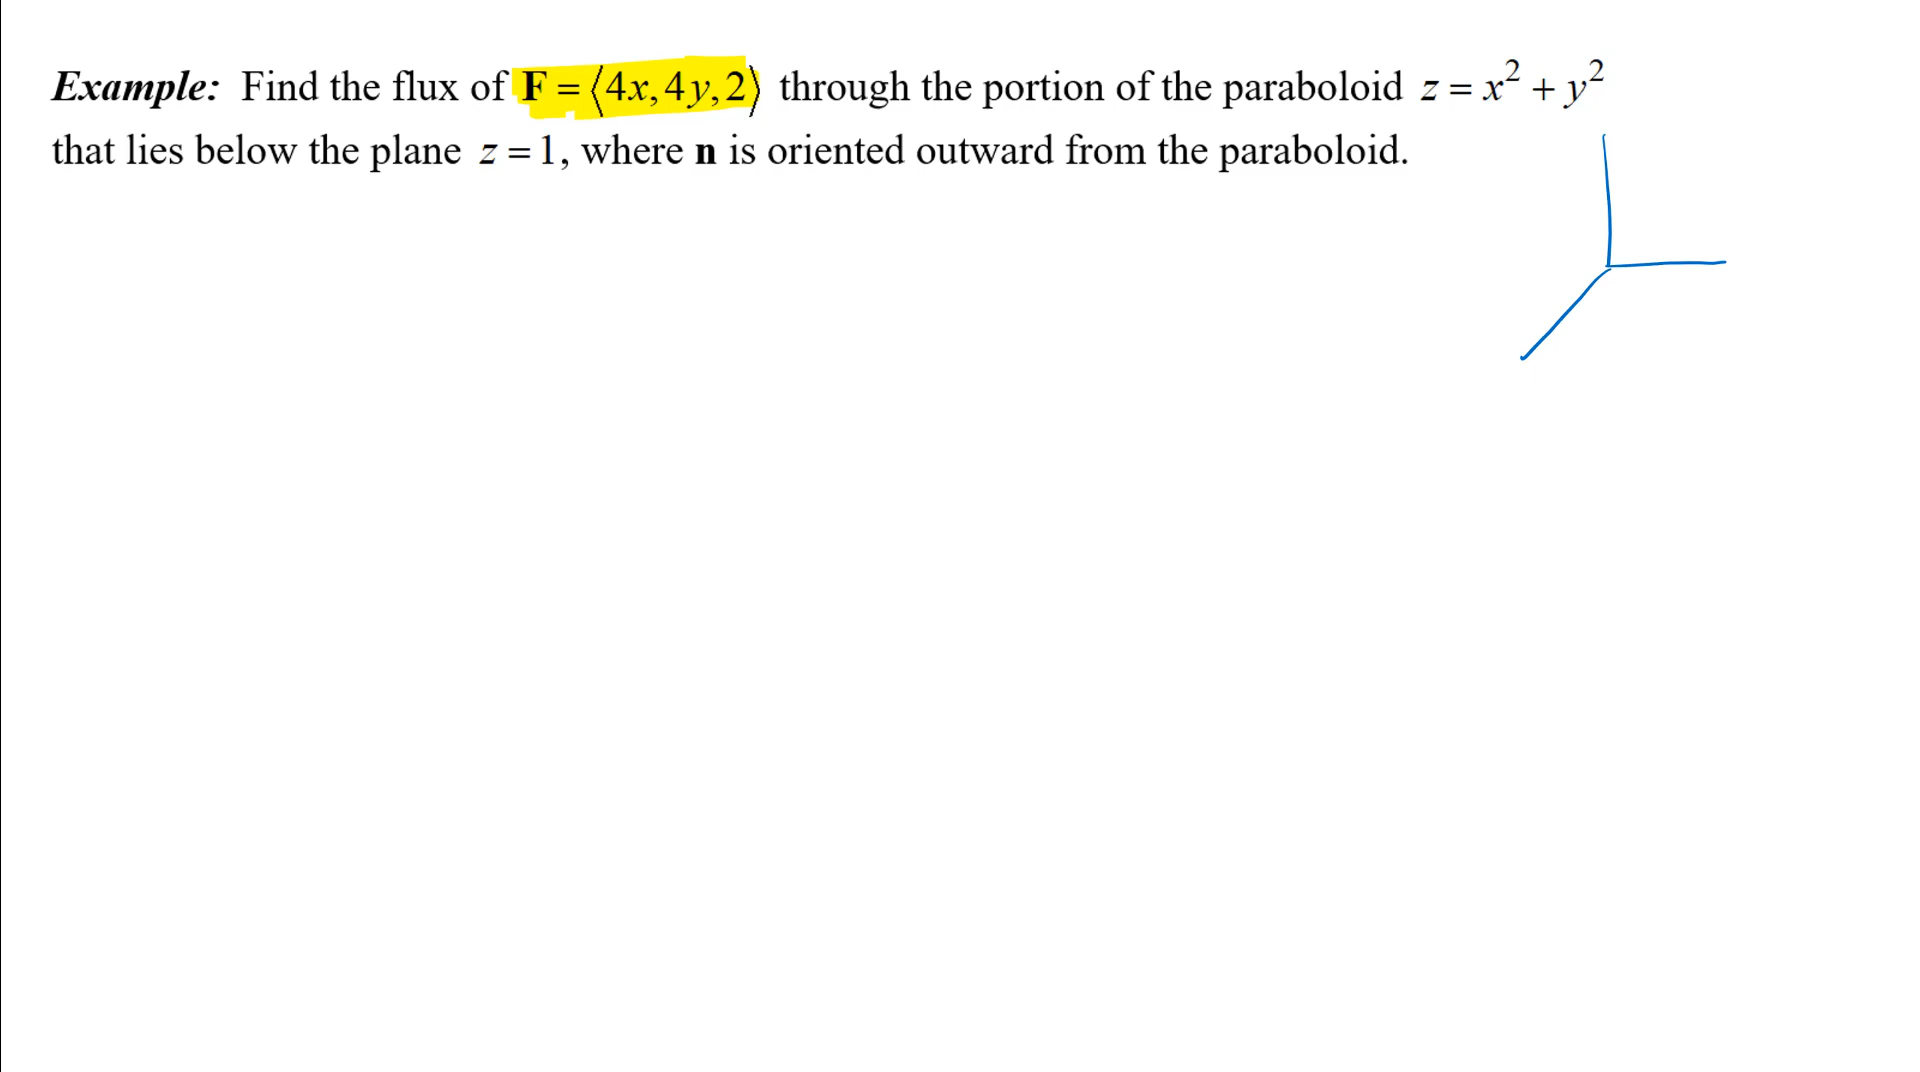 Example: Find the flux of F = ⟨4x, 4y, 2⟩ through the portion of the paraboloid z = x² + y²
that lies below the plane z = 1, where n is oriented outward from the paraboloid.